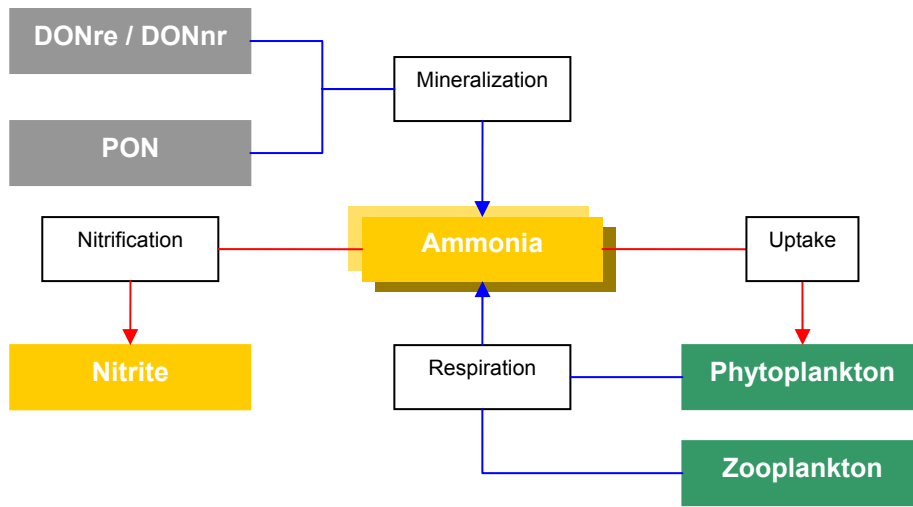 DONre / DONnr
Mineralization
PON
Nitrification
Ammonia
Uptake
Nitrite
Respiration
Phytoplankton
Zooplankton